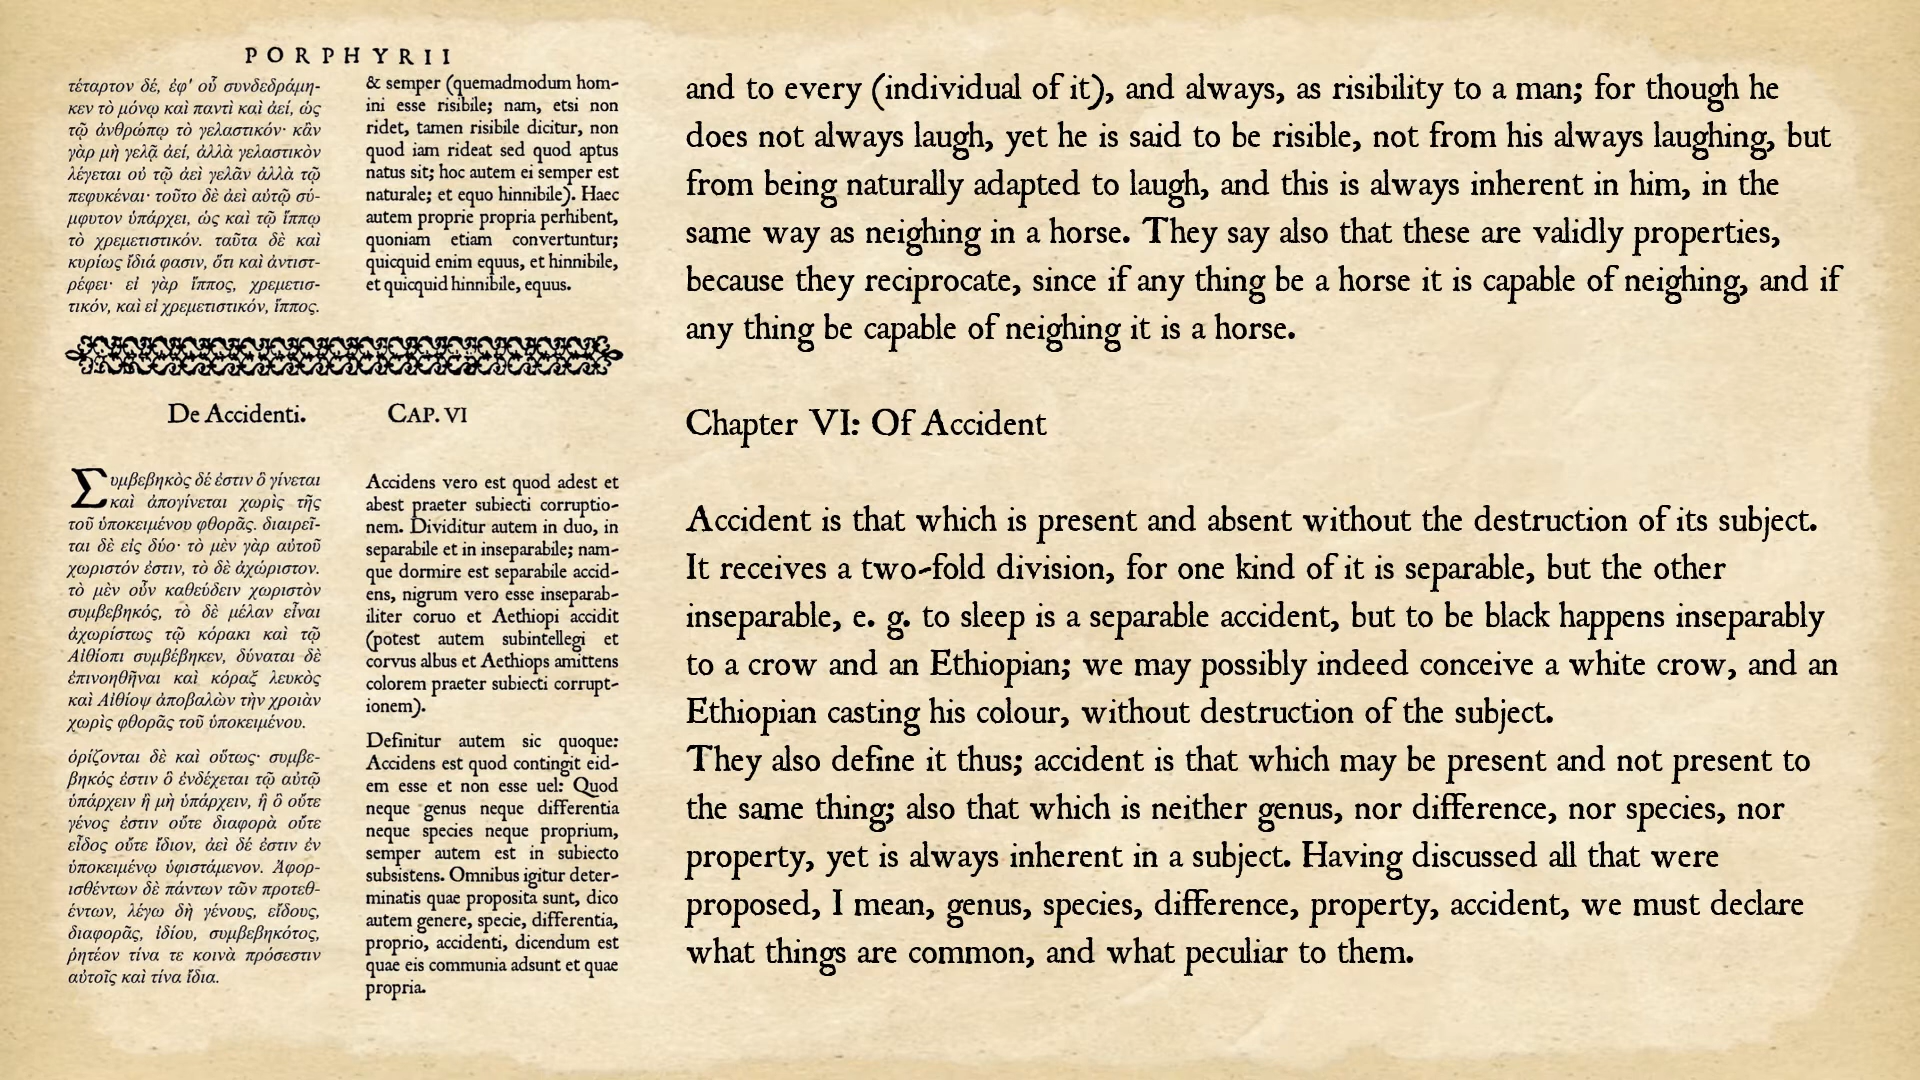 PORPHYRII
τέταρτον δέ, ἐφ' οὗ συνδεδράμη-
κεν τὸ μόνῳ καὶ παντὶ καὶ ἀεί, ὡς
τῷ ἀνθρώπῳ τὸ γελαστικόν· κἂν
γὰρ μὴ γελᾷ ἀεί, ἀλλὰ γελαστικὸν
λέγεται οὐ τῷ ἀεὶ γελᾶν ἀλλὰ τῷ
πεφυκέναι· τοῦτο δὲ ἀεὶ αὐτῷ σύ-
μφυτον ὑπάρχει, ὡς καὶ τῷ ἵππῳ
τὸ χρεμετιστικόν. ταῦτα δὲ καὶ
κυρίως ἴδιά φασιν, ὅτι καὶ ἀντιστ-
ρέφει· εἰ γὰρ ἵππος, χρεμετισ-
τικόν, καὶ εἰ χρεμετιστικόν, ἵππος.
& semper (quemadmodum hom-
ini esse risibile; nam, etsi non
ridet, tamen risibile dicitur, non
quod iam rideat sed quod aptus
natus sit; hoc autem ei semper est
naturale; et equo hinnibile). Haec
autem proprie propria perhibent,
quoniam etiam convertuntur;
quicquid enim equus, et hinnibile,
et quicquid hinnibile, equus.
De Accidenti. CAP. VI
Συμβεβηκὸς δέ ἐστιν ὃ γίνεται
καὶ ἀπογίνεται χωρὶς τῆς
τοῦ ὑποκειμένου φθορᾶς. διαιρεῖ-
ται δὲ εἰς δύο· τὸ μὲν γὰρ αὐτοῦ
χωριστόν ἐστιν, τὸ δὲ ἀχώριστον.
τὸ μὲν οὖν καθεύδειν χωριστὸν
συμβεβηκός, τὸ δὲ μέλαν εἶναι
ἀχωρίστως τῷ κόρακι καὶ τῷ
Αἰθίοπι συμβέβηκεν, δύναται δὲ
ἐπινοηθῆναι καὶ κόραξ λευκὸς
καὶ Αἰθίοψ ἀποβαλὼν τὴν χροιὰν
χωρὶς φθορᾶς τοῦ ὑποκειμένου.
ὁρίζονται δὲ καὶ οὕτως· συμβε-
βηκός ἐστιν ὃ ἐνδέχεται τῷ αὐτῷ
ὑπάρχειν ἢ μὴ ὑπάρχειν, ἢ ὃ οὔτε
γένος ἐστὶν οὔτε διαφορὰ οὔτε
εἶδος οὔτε ἴδιον, ἀεὶ δέ ἐστιν ἐν
ὑποκειμένῳ ὑφιστάμενον. Ἀφορ-
ισθέντων δὲ πάντων τῶν προτεθ-
έντων, λέγω δὴ γένους, εἴδους,
διαφορᾶς, ἰδίου, συμβεβηκότος,
ῥητέον τίνα τε κοινὰ πρόσεστιν
αὐτοῖς καὶ τίνα ἴδια.
Accidens vero est quod adest et
abest praeter subiecti corruptio-
nem. Dividitur autem in duo, in
separabile et in inseparabile; nam-
que dormire est separabile accid-
ens, nigrum vero esse inseparab-
iliter coruo et Aethiopi accidit
(potest autem subintellegi et
corvus albus et Aethiops amittens
colorem praeter subiecti corrupt-
ionem).
Definitur autem sic quoque:
Accidens est quod contingit eid-
em esse et non esse uel: Quod
neque genus neque differentia
neque species neque proprium,
semper autem est in subiecto
subsistens. Omnibus igitur deter-
minatis quae proposita sunt, dico
autem genere, specie, differentia,
proprio, accidenti, dicendum est
quae eis communia adsunt et quae
propria.
and to every (individual of it), and always, as risibility to a man; for though he
does not always laugh, yet he is said to be risible, not from his always laughing, but
from being naturally adapted to laugh, and this is always inherent in him, in the
same way as neighing in a horse. They say also that these are validly properties,
because they reciprocate, since if any thing be a horse it is capable of neighing, and if
any thing be capable of neighing it is a horse.
Chapter VI: Of Accident
Accident is that which is present and absent without the destruction of its subject.
It receives a two-fold division, for one kind of it is separable, but the other
inseparable, e. g. to sleep is a separable accident, but to be black happens inseparably
to a crow and an Ethiopian; we may possibly indeed conceive a white crow, and an
Ethiopian casting his colour, without destruction of the subject.
They also define it thus; accident is that which may be present and not present to
the same thing; also that which is neither genus, nor difference, nor species, nor
property, yet is always inherent in a subject. Having discussed all that were
proposed, I mean, genus, species, difference, property, accident, we must declare
what things are common, and what peculiar to them.